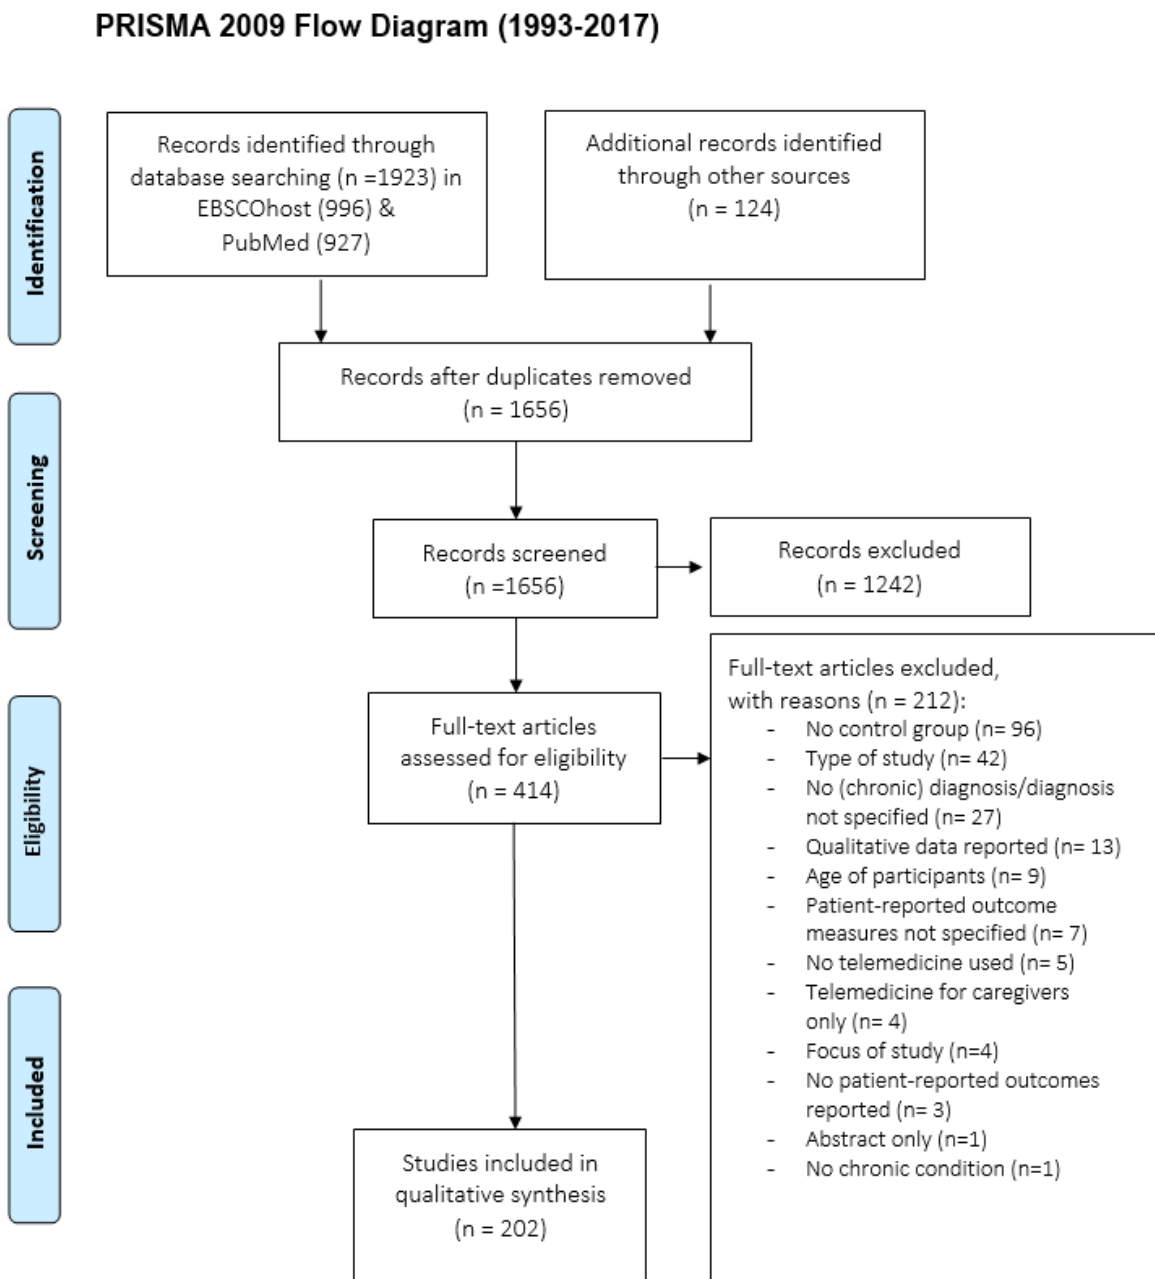 PRISMA 2009 Flow Diagram (1993-2017)
Identification
Records identified through
database searching (n =1923) in
EBSCOhost (996) &
PubMed (927)
Additional records identified
through other sources
(n = 124)
Records after duplicates removed
(n = 1656)
Screening
Records screened
(n =1656)
Records excluded
(n = 1242)
Eligibility
Full-text articles
assessed for eligibility
(n = 414)
Full-text articles excluded,
with reasons (n = 212):
- No control group (n= 96)
- Type of study (n= 42)
- No (chronic) diagnosis/diagnosis
not specified (n= 27)
- Qualitative data reported (n= 13)
- Age of participants (n= 9)
- Patient-reported outcome
measures not specified (n= 7)
- No telemedicine used (n= 5)
- Telemedicine for caregivers
only (n= 4)
- Focus of study (n=4)
- No patient-reported outcomes
reported (n= 3)
- Abstract only (n=1)
- No chronic condition (n=1)
Included
Studies included in
qualitative synthesis
(n = 202)